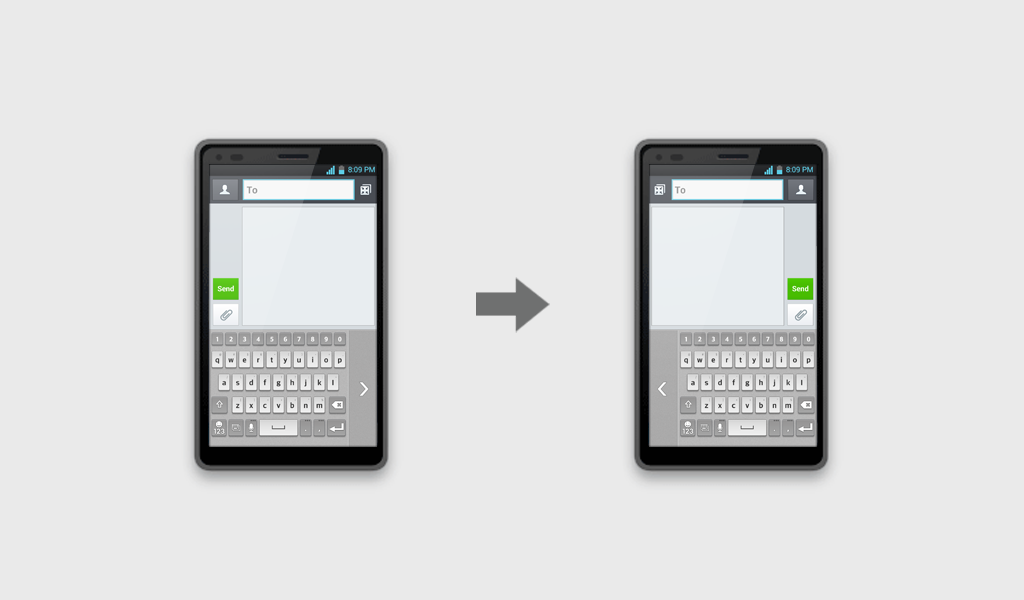 8:09 PM
To
Send
1 2 3 4 5 6 7 8 9 0
q w e r t y u i o p
a s d f g h j k l
z x c v b n m
123
8:09 PM
To
Send
1 2 3 4 5 6 7 8 9 0
q w e r t y u i o p
a s d f g h j k l
z x c v b n m
123